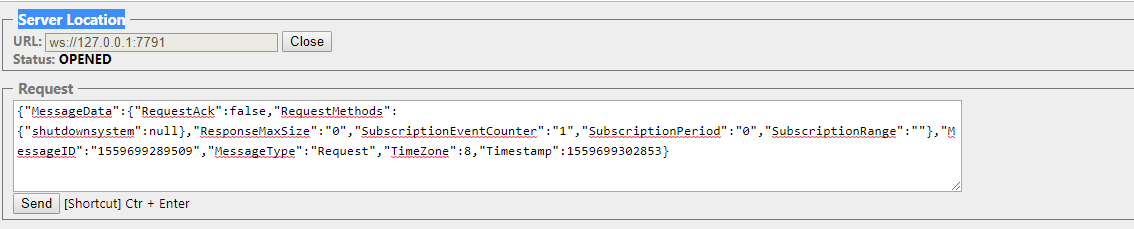 Server Location
URL: ws://127.0.0.1:7791 Close
Status: OPENED
Request
{"MessageData":{"RequestAck":false,"RequestMethods":
{"shutdownsystem":null},"ResponseMaxSize":"0","SubscriptionEventCounter":"1","SubscriptionPeriod":"0","SubscriptionRange":""},"M
essageID":"1559699289509","MessageType":"Request","TimeZone":8,"Timestamp":1559699302853}
Send [Shortcut] Ctr + Enter